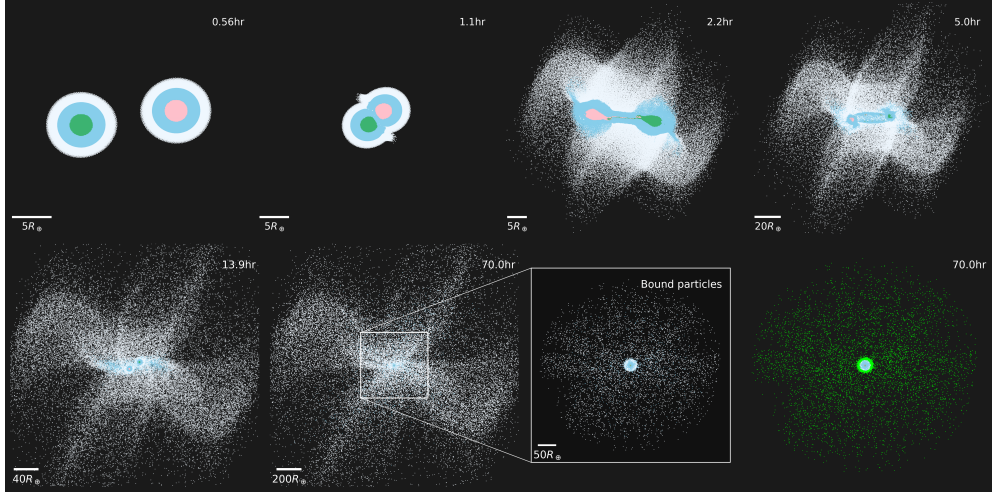 0.56hr
5R⊕
1.1hr
5R⊕
2.2hr
5R⊕
5.0hr
20R⊕
13.9hr
40R⊕
70.0hr
200R⊕
Bound particles
50R⊕
70.0hr